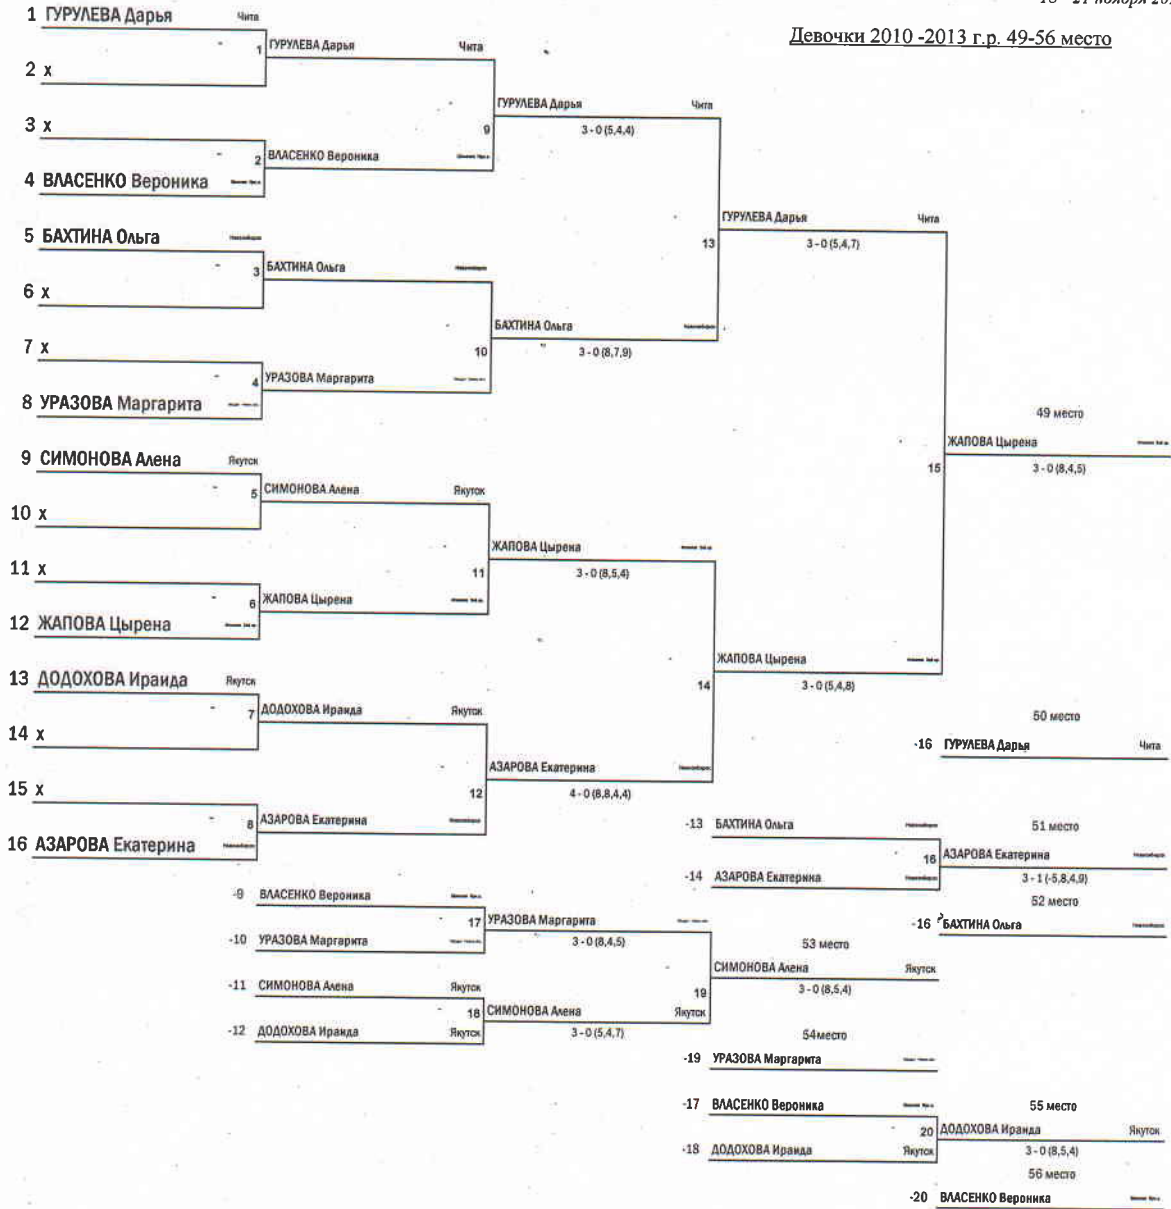 21 ноября
Девочки 2010 -2013 г.р. 49-56 место
1 ГУРУЛЕВА Дарья Чита
1 ГУРУЛЕВА Дарья Чита
2 x
ГУРУЛЕВА Дарья Чита
9 3 - 0 (5,4,4)
3 x
2 ВЛАСЕНКО Вероника
4 ВЛАСЕНКО Вероника
ГУРУЛЕВА Дарья Чита
13 3 - 0 (5,4,7)
5 БАХТИНА Ольга
3 БАХТИНА Ольга
6 x
БАХТИНА Ольга
10 3 - 0 (8,7,9)
7 x
4 УРАЗОВА Маргарита
8 УРАЗОВА Маргарита
49 место
ЖАПОВА Цырена
15 3 - 0 (8,4,5)
9 СИМОНОВА Алена Якутск
5 СИМОНОВА Алена Якутск
10 x
ЖАПОВА Цырена
11 3 - 0 (8,5,4)
11 x
6 ЖАПОВА Цырена
12 ЖАПОВА Цырена
ЖАПОВА Цырена
14 3 - 0 (5,4,8)
13 ДОДОХОВА Ираида Якутск
7 ДОДОХОВА Ираида Якутск
14 x
50 место
-16 ГУРУЛЕВА Дарья Чита
АЗАРОВА Екатерина
12 4 - 0 (8,8,4,4)
15 x
8 АЗАРОВА Екатерина
16 АЗАРОВА Екатерина
-13 БАХТИНА Ольга
51 место
16 АЗАРОВА Екатерина
-14 АЗАРОВА Екатерина
3 - 1 (-5,8,4,9)
52 место
-16 БАХТИНА Ольга
-9 ВЛАСЕНКО Вероника
17 УРАЗОВА Маргарита
-10 УРАЗОВА Маргарита
3 - 0 (8,4,5)
53 место
СИМОНОВА Алена Якутск
19 3 - 0 (8,5,4)
-11 СИМОНОВА Алена Якутск
18 СИМОНОВА Алена Якутск
-12 ДОДОХОВА Ираида Якутск
3 - 0 (5,4,7)
54место
-19 УРАЗОВА Маргарита
-17 ВЛАСЕНКО Вероника
55 место
20 ДОДОХОВА Ираида Якутск
-18 ДОДОХОВА Ираида Якутск
3 - 0 (8,5,4)
56 место
-20 ВЛАСЕНКО Вероника